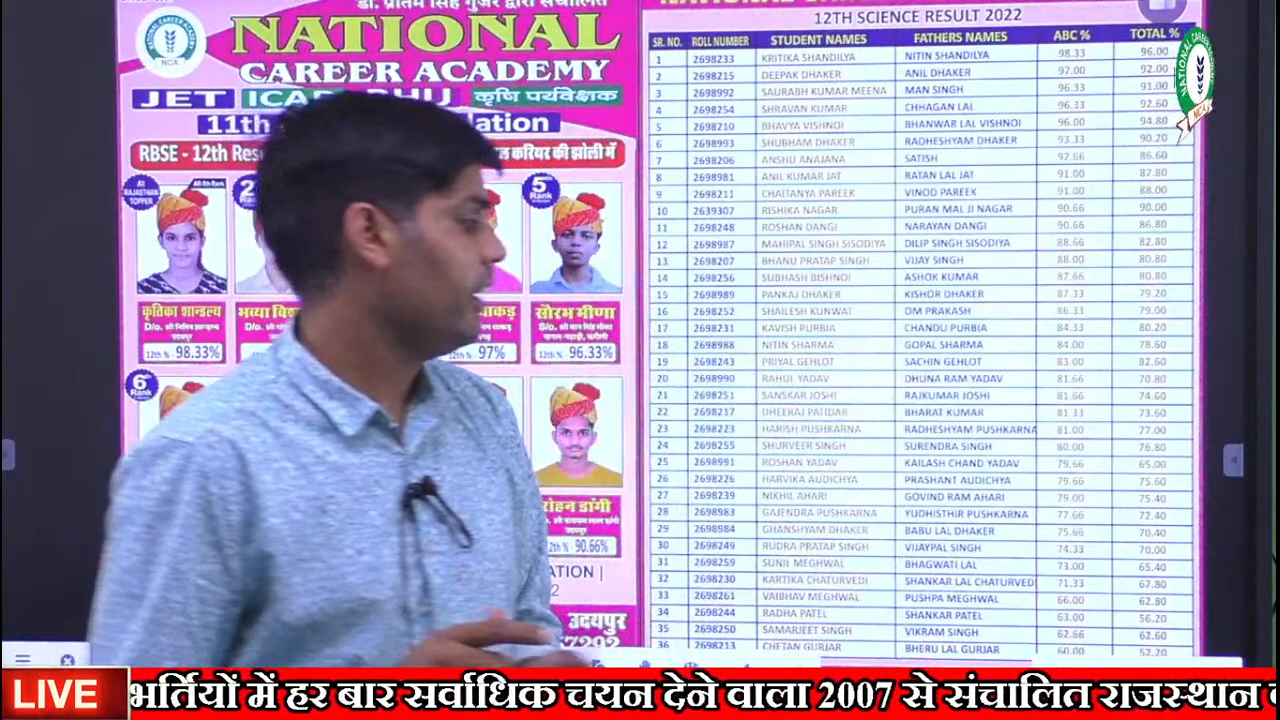 डॉ. प्रीतम सिंह गुर्जर द्वारा संचालित
NATIONAL
CAREER ACADEMY
NCA
JET
कृषि पर्यवेक्षक
11th
RBSE - 12th
करियर की झोली में
All RAJASTHAN TOPPER
5th Rank
कृतिका शान्डल्य
12th % 98.33%
97%
सौरभ मीणा
12th % 96.33%
6th Rank
रोहन डांगी
90.66%
उदयपुर
12TH SCIENCE RESULT 2022
SR. NO. ROLL NUMBER STUDENT NAMES FATHERS NAMES ABC % TOTAL %
1 2698233 KRITIKA SHANDILYA NITIN SHANDILYA 98.33 96.00
2 2698215 DEEPAK DHAKER ANIL DHAKER 97.00 92.00
3 2698992 SAURABH KUMAR MEENA MAN SINGH 96.33 91.00
4 2698254 SHRAVAN KUMAR CHHAGAN LAL 96.33 92.60
5 2698210 BHAVYA VISHNOI BHANWAR LAL VISHNOI 96.00 94.80
6 2698993 SHUBHAM DHAKER RADHESHYAM DHAKER 93.33 90.20
7 2698206 ANSHU ANAJANA SATISH 92.66 86.60
8 2698981 ANIL KUMAR JAT RATAN LAL JAT 91.00 87.80
9 2698211 CHAITANYA PAREEK VINOD PAREEK 91.00 88.00
10 2639307 RISHIKA NAGAR PURAN MAL JI NAGAR 90.66 90.00
11 2698248 ROSHAN DANGI NARAYAN DANGI 90.66 86.80
12 2698987 MAHIPAL SINGH SISODIYA DILIP SINGH SISODIYA 88.66 82.80
13 2698207 BHANU PRATAP SINGH VIJAY SINGH 88.00 80.80
14 2698256 SUBHASH BISHNOI ASHOK KUMAR 87.66 80.80
15 2698989 PANKAJ DHAKER KISHOR DHAKER 87.33 79.20
16 2698252 SHAILESH KUNWAT OM PRAKASH 86.33 79.00
17 2698231 KAVISH PURBIA CHANDU PURBIA 84.33 80.20
18 2698988 NITIN SHARMA GOPAL SHARMA 84.00 78.60
19 2698243 PRIYAL GEHLOT SACHIN GEHLOT 83.00 82.60
20 2698990 RAHUL YADAV DHUNA RAM YADAV 81.66 70.80
21 2698251 SANSKAR JOSHI RAJKUMAR JOSHI 81.66 74.60
22 2698217 DHEERAJ PATIDAR BHARAT KUMAR 81.33 73.60
23 2698223 HARISH PUSHKARNA RADHESHYAM PUSHKARNA 81.00 77.00
24 2698255 SHURVEER SINGH SURENDRA SINGH 80.00 76.80
25 2698991 ROSHAN YADAV KAILASH CHAND YADAV 79.66 65.00
26 2698226 HARVIKA AUDICHYA PRASHANT AUDICHYA 79.66 75.60
27 2698239 NIKHIL AHARI GOVIND RAM AHARI 79.00 75.40
28 2698983 GAJENDRA PUSHKARNA YUDHISTHIR PUSHKARNA 77.66 72.40
29 2698984 GHANSHYAM DHAKER BABU LAL DHAKER 75.66 70.40
30 2698249 RUDRA PRATAP SINGH VIJAYPAL SINGH 74.33 70.00
31 2698259 SUNIL MEGHWAL BHAGWATI LAL 73.00 65.40
32 2698230 KARTIKA CHATURVEDI SHANKAR LAL CHATURVEDI 71.33 67.80
33 2698261 VAIBHAV MEGHWAL PUSHPA MEGHWAL 66.00 62.80
34 2698244 RADHA PATEL SHANKAR PATEL 63.00 56.20
35 2698250 SAMARJEET SINGH VIKRAM SINGH 62.66 62.60
36 2698213 CHETAN GURJAR BHERU LAL GURJAR 60.00 52.20
LIVE भर्तियों में हर बार सर्वाधिक चयन देने वाला 2007 से संचालित राजस्थान